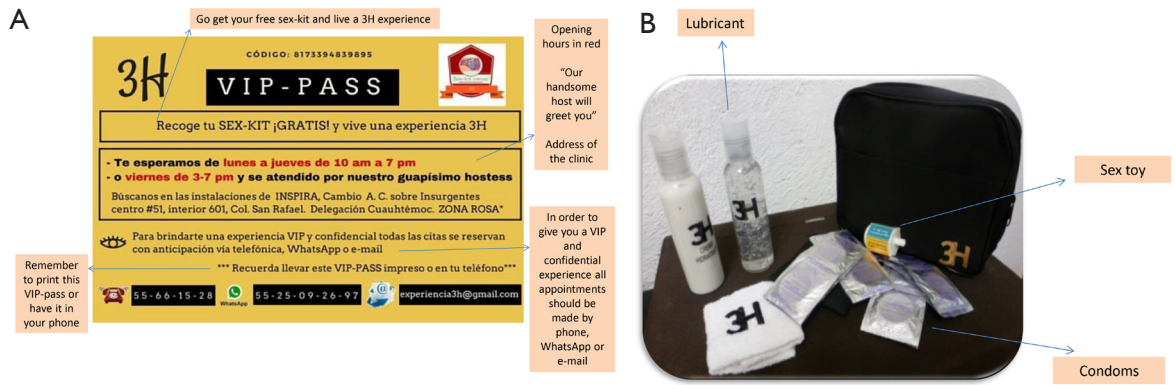 A
Go get your free sex-kit and live a 3H experience
3H
CÓDIGO: 8173394839895
VIP-PASS
Recoge tu SEX-KIT ¡GRATIS! y vive una experiencia 3H
- Te esperamos de lunes a jueves de 10 am a 7 pm
- o viernes de 3-7 pm y se atendido por nuestro guapísimo hostess
Búscanos en las instalaciones de INSPIRA, Cambio A. C. sobre Insurgentes
centro #51, interior 601, Col. San Rafael. Delegación Cuauhtémoc. ZONA ROSA*
Para brindarte una experiencia VIP y confidencial todas las citas se reservan
con anticipación vía telefónica, WhatsApp o e-mail
*** Recuerda llevar este VIP-PASS impreso o en tu teléfono***
55-66-15-28
WhatsApp
55-25-09-26-97
experiencia3h@gmail.com
Opening
hours in red
“Our
handsome
host will
greet you”
Address of
the clinic
In order to
give you a VIP
and
confidential
experience all
appointments
should be
made by
phone,
WhatsApp or
e-mail
Remember
to print this
VIP-pass or
have it in
your phone
B
Lubricant
Sex toy
Condoms
3H
3H
3H
3H